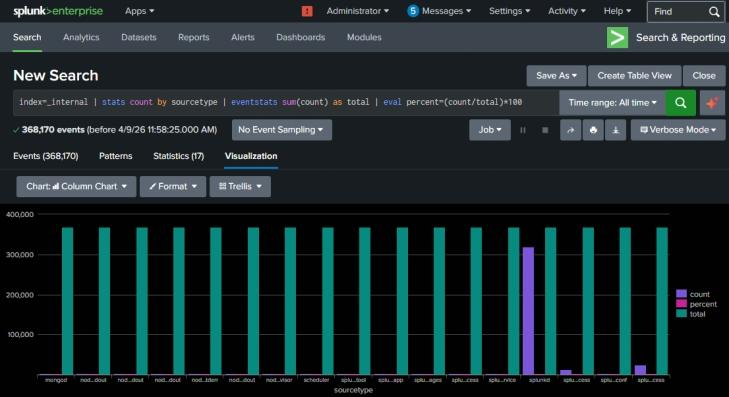 splunk>enterprise Apps ! Administrator 5 Messages Settings Activity Help Find
Search Analytics Datasets Reports Alerts Dashboards Modules > Search & Reporting
New Search
Save As Create Table View Close
index=_internal | stats count by sourcetype | eventstats sum(count) as total | eval percent=(count/total)*100
Time range: All time
✓ 368,170 events (before 4/9/26 11:58:25.000 AM) No Event Sampling Job Verbose Mode
Events (368,170) Patterns Statistics (17) Visualization
Chart: Column Chart Format Trellis
400,000
300,000
200,000
100,000
count
percent
total
mongod nod...dout nod...dout nod...dout nod...tderr nod...dout nod...visor scheduler splu...tool splu...app splu...ages splu...cess splu...rvice splunkd splu...cess splu...conf splu...cess
sourcetype